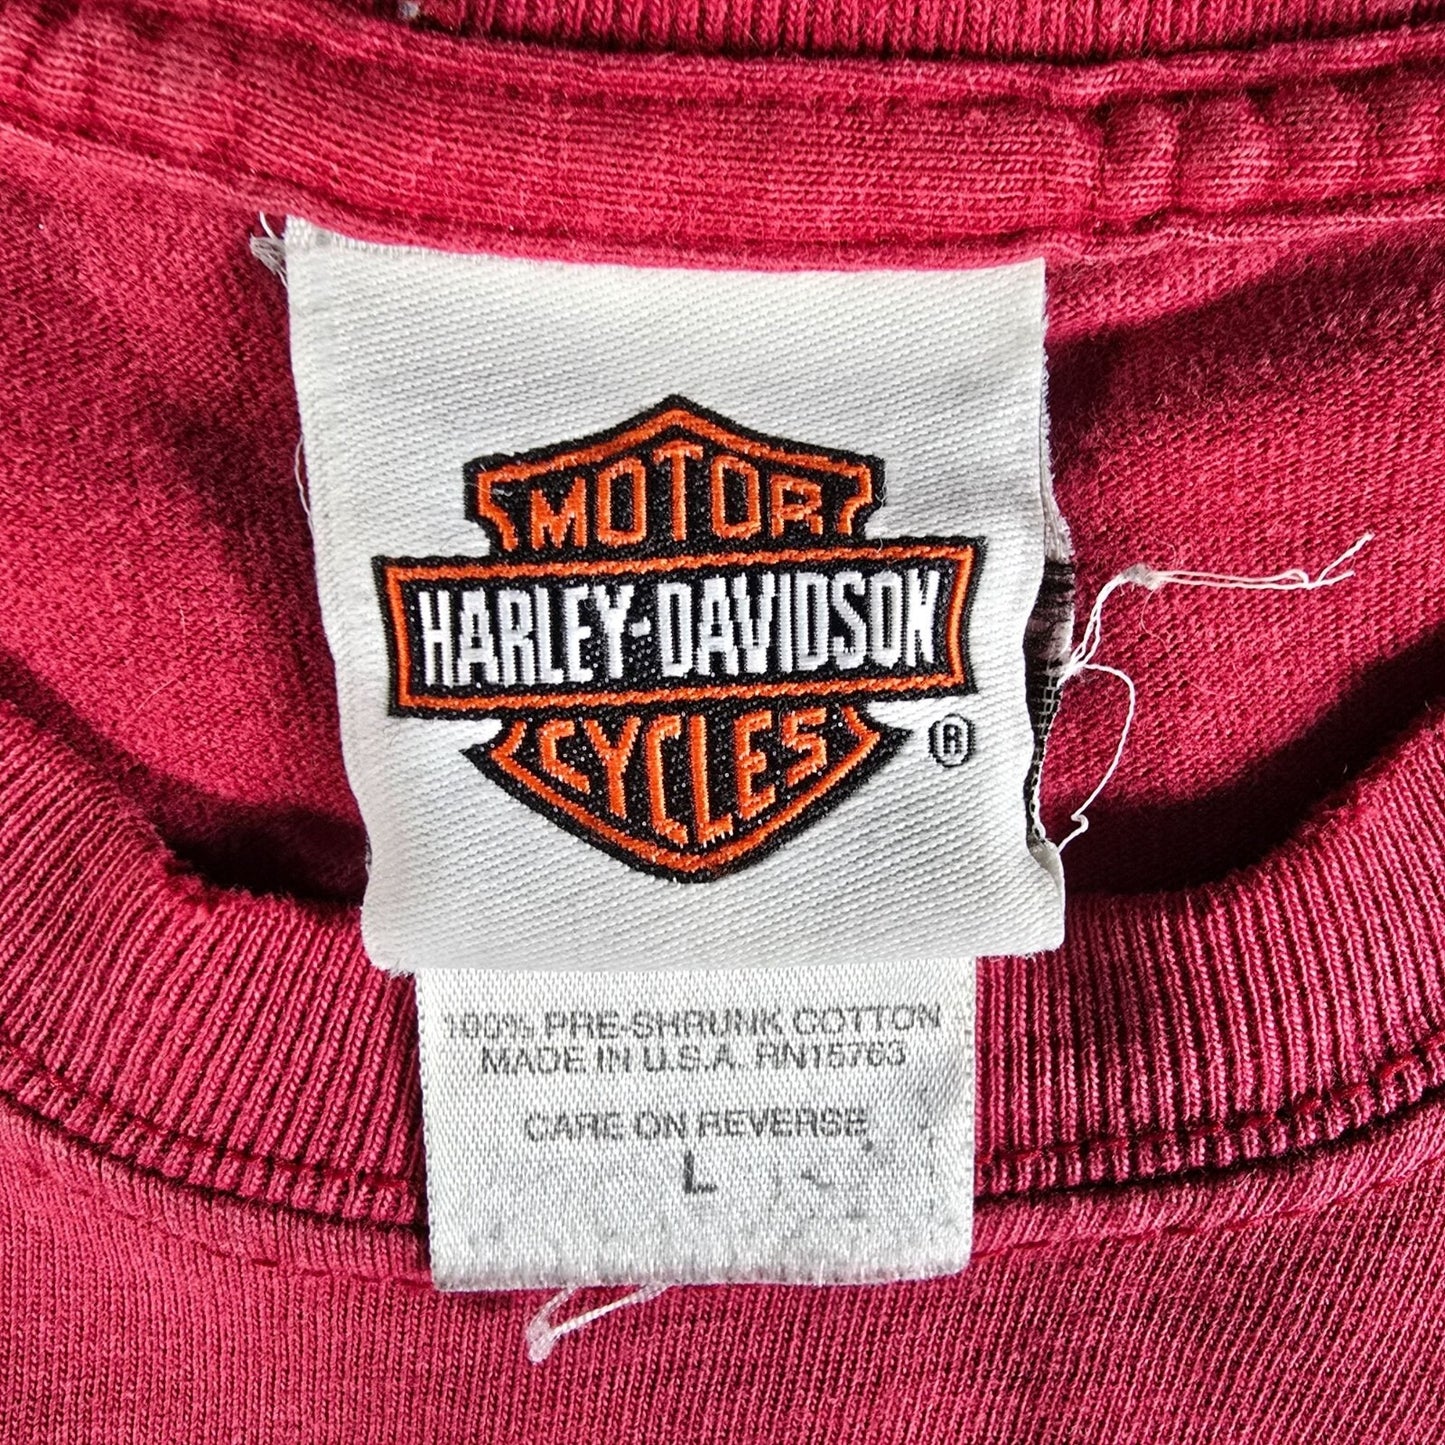 MOTOR
HARLEY-DAVIDSON
CYCLES
®
100% PRE-SHRUNK COTTON
MADE IN U.S.A. RN15763
CARE ON REVERSE
L